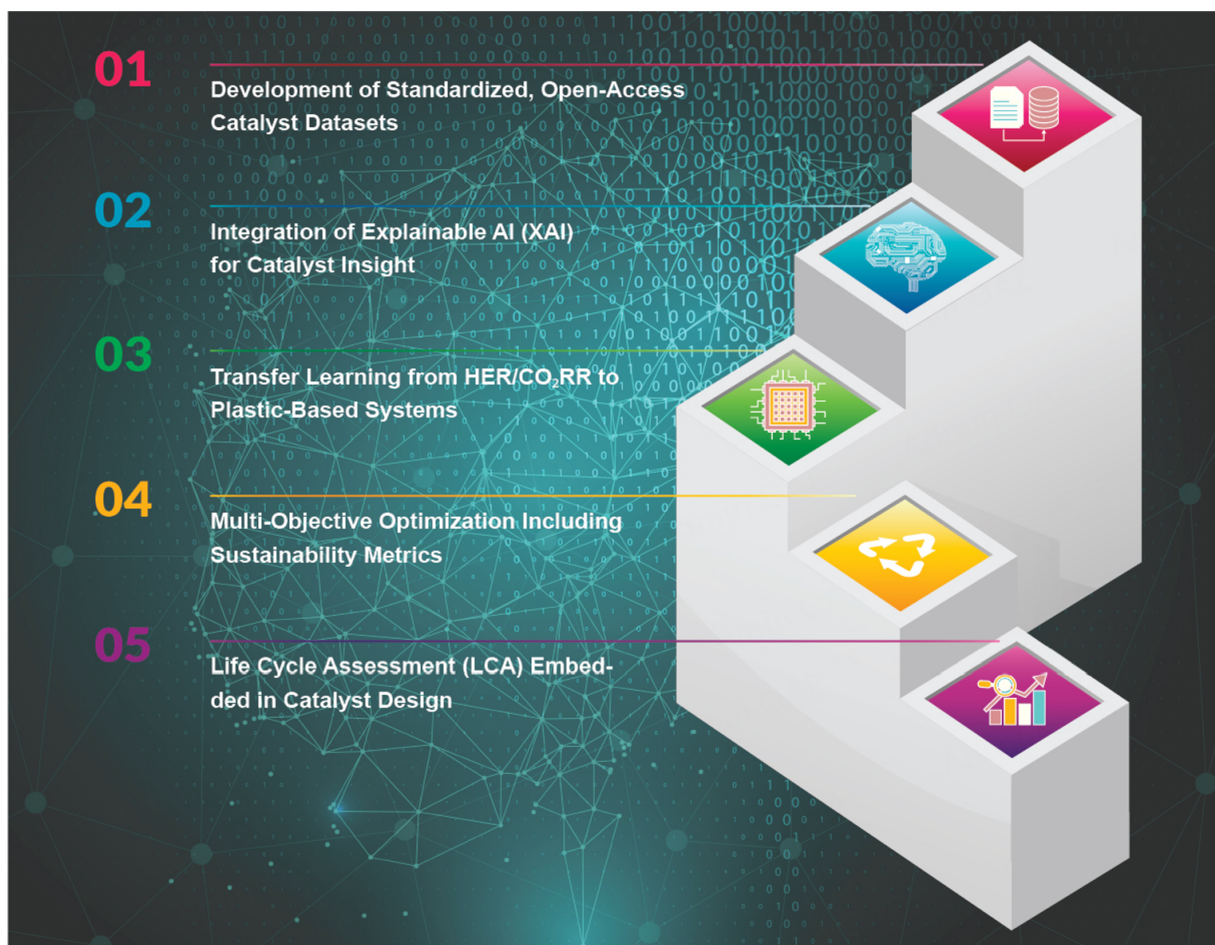 01
Development of Standardized, Open-Access
Catalyst Datasets
02
Integration of Explainable AI (XAI)
for Catalyst Insight
03
Transfer Learning from HER/CO₂RR to
Plastic-Based Systems
04
Multi-Objective Optimization Including
Sustainability Metrics
05
Life Cycle Assessment (LCA) Embed-
ded in Catalyst Design